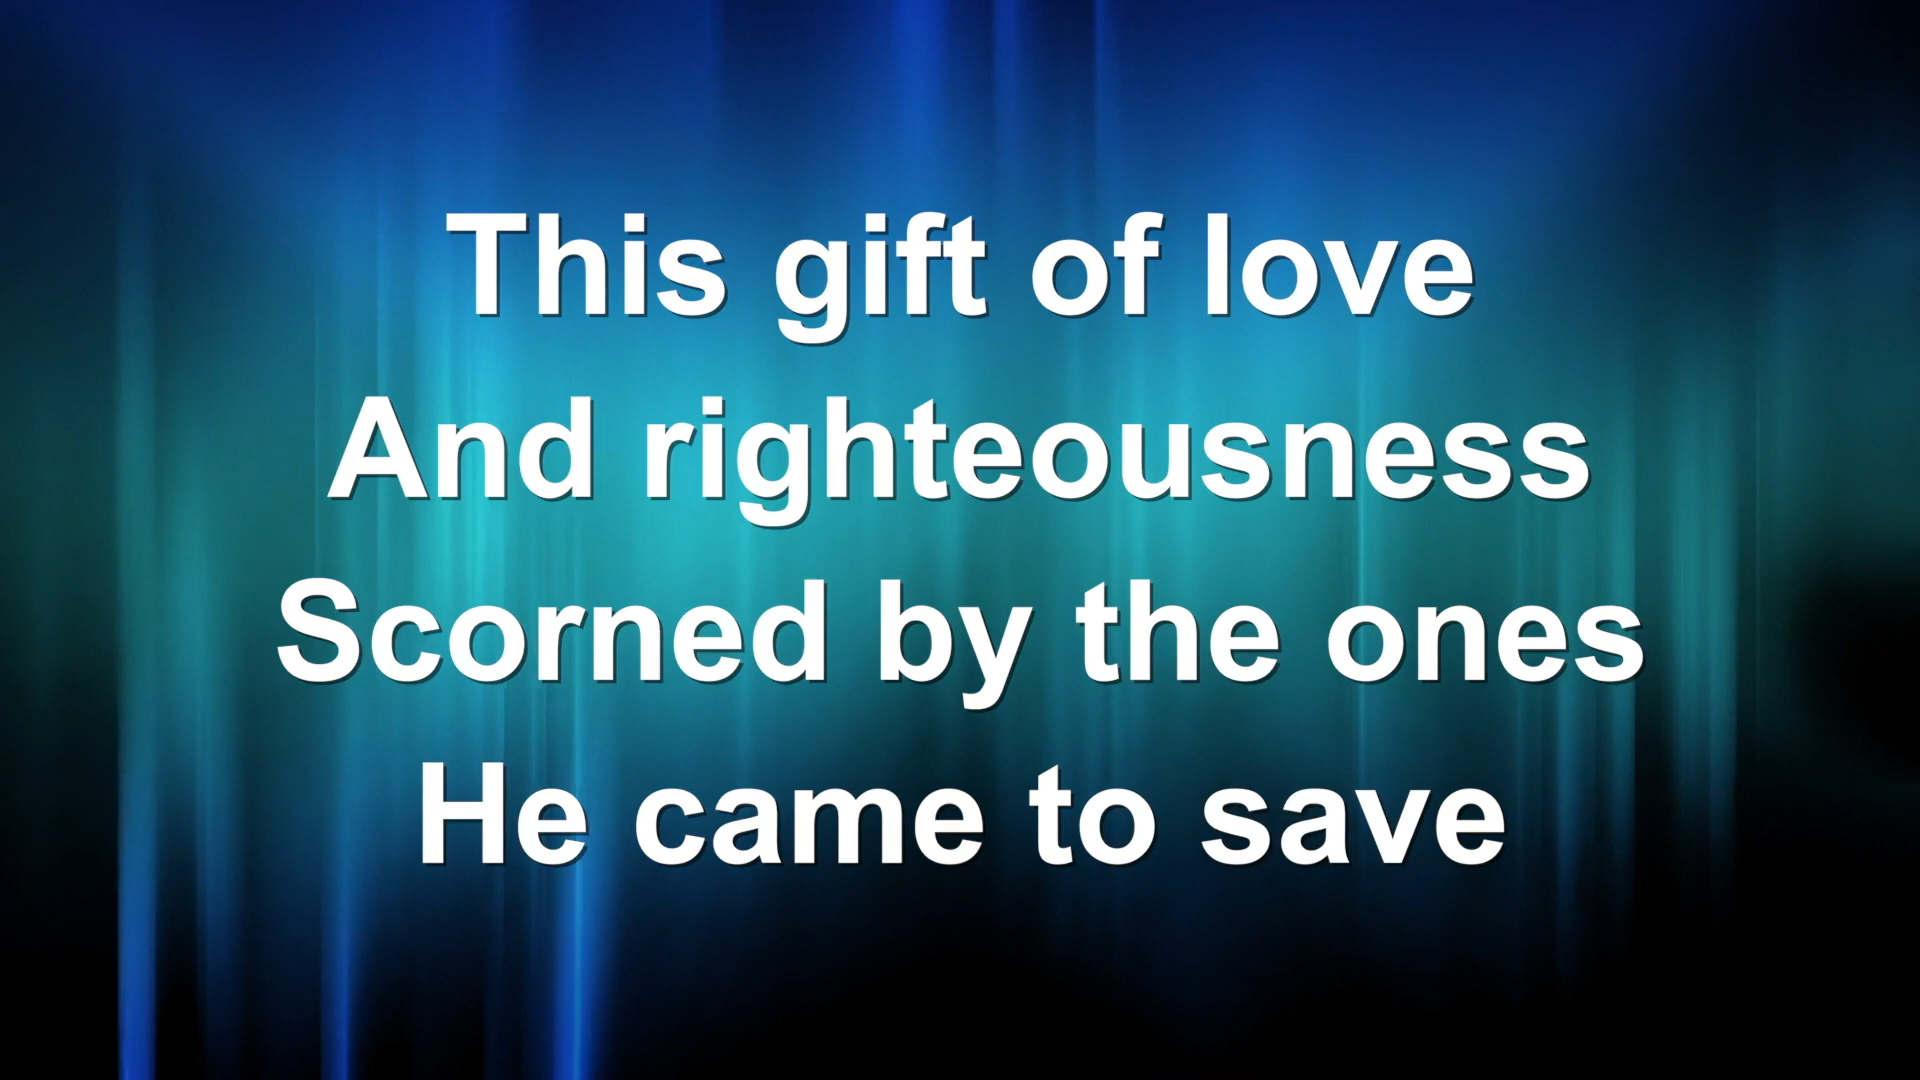 This gift of love
And righteousness
Scorned by the ones
He came to save